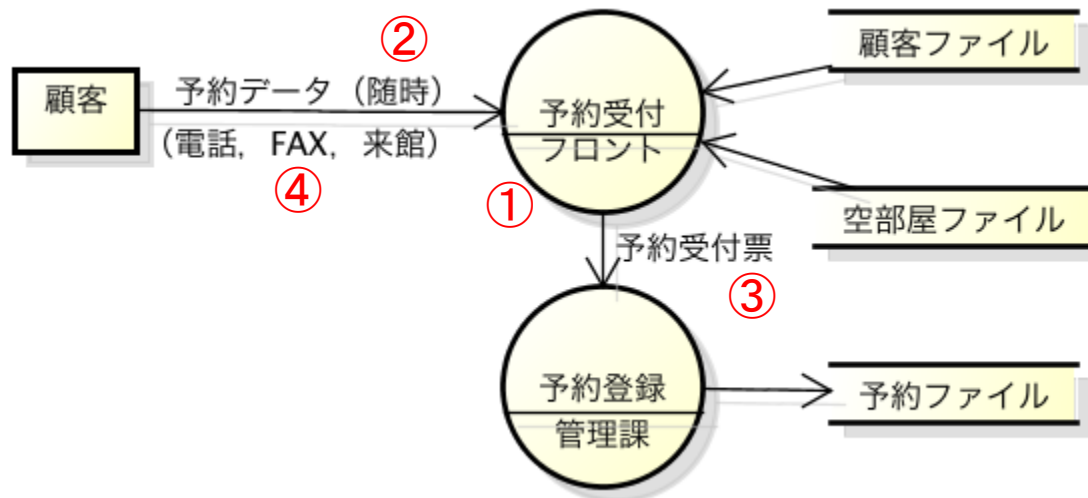 ②
顧客ファイル
顧客
予約データ（随時）
予約受付
フロント
（電話，FAX，来館）
④
①
空部屋ファイル
予約受付票
③
予約登録
管理課
予約ファイル